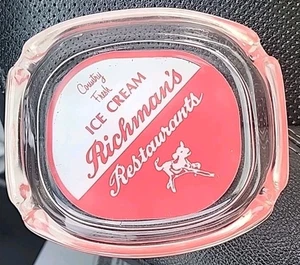 Country
Fresh
ICE CREAM
Richman's
Restaurants